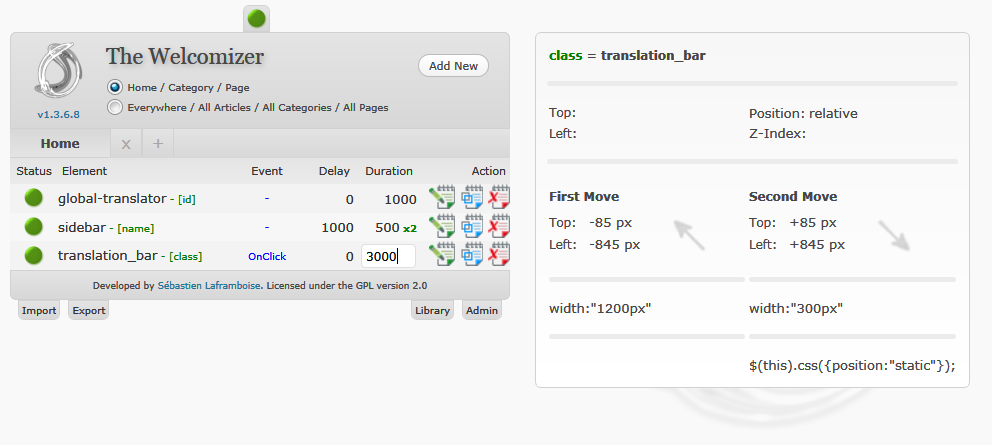 The Welcomizer
Add New
Home / Category / Page
Everywhere / All Articles / All Categories / All Pages
v1.3.6.8
Home x +
Status Element Event Delay Duration Action
global-translator - [id] - 0 1000
sidebar - [name] - 1000 500 x2
translation_bar - [class] OnClick 0 3000
Developed by Sébastien Laframboise. Licensed under the GPL version 2.0
Import Export Library Admin
class = translation_bar
Top: Position: relative
Left: Z-Index:
First Move Second Move
Top: -85 px Top: +85 px
Left: -845 px Left: +845 px
width:"1200px" width:"300px"
$(this).css({position:"static"});